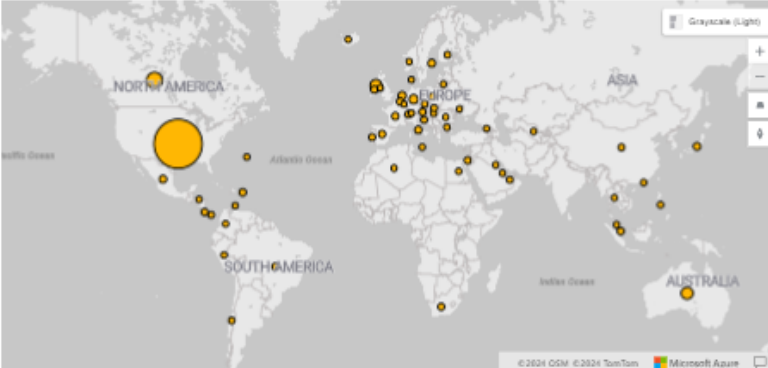 Grayscale (Light)
NORTH AMERICA
ASIA
EUROPE
Atlantic Ocean
Ocean
SOUTH AMERICA
Indian Ocean
AUSTRALIA
©2024 OSM ©2024 TomTom
Microsoft Azure